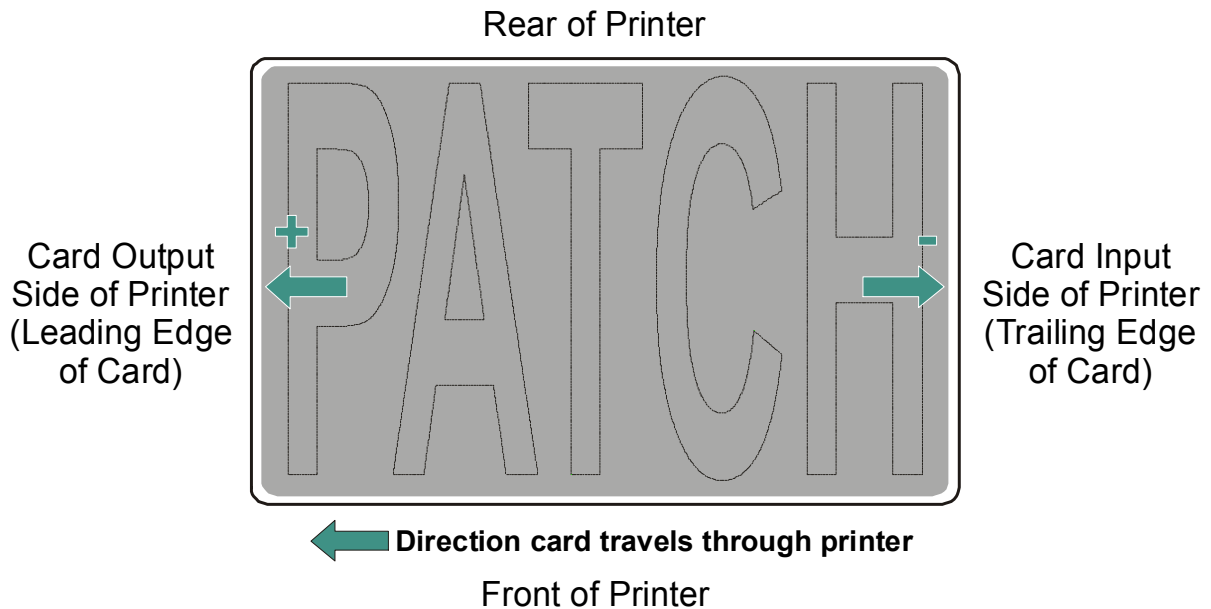 Rear of Printer
PATCH
+
-
Card Output
Side of Printer
(Leading Edge
of Card)
Card Input
Side of Printer
(Trailing Edge
of Card)
Direction card travels through printer
Front of Printer